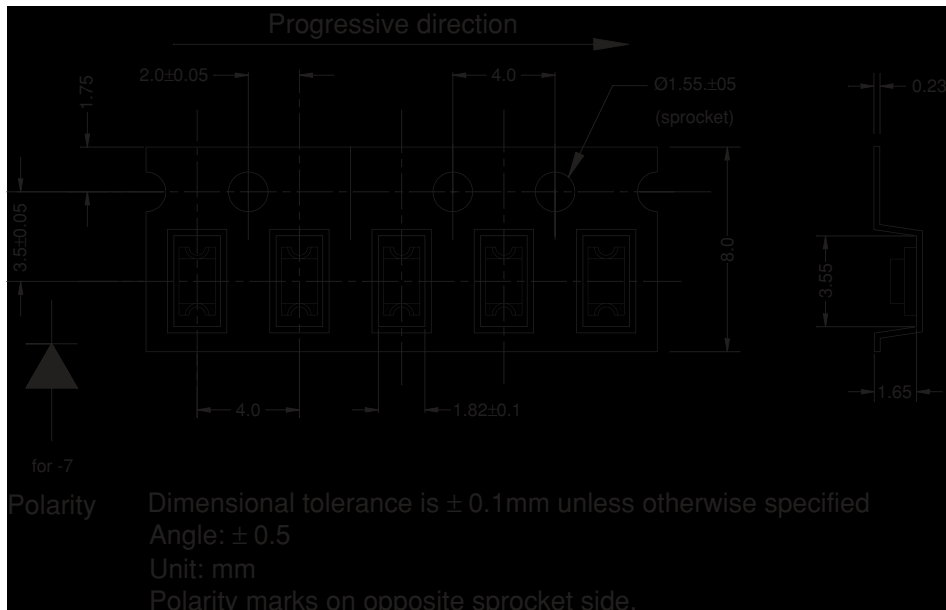 Progressive direction
2.0±0.05
4.0
Ø1.55.±05
(sprocket)
0.23
1.75
3.5±0.05
8.0
3.55
4.0
1.82±0.1
1.65
for -7
Polarity
Dimensional tolerance is ± 0.1mm unless otherwise specified
Angle: ± 0.5
Unit: mm
Polarity marks on opposite sprocket side.